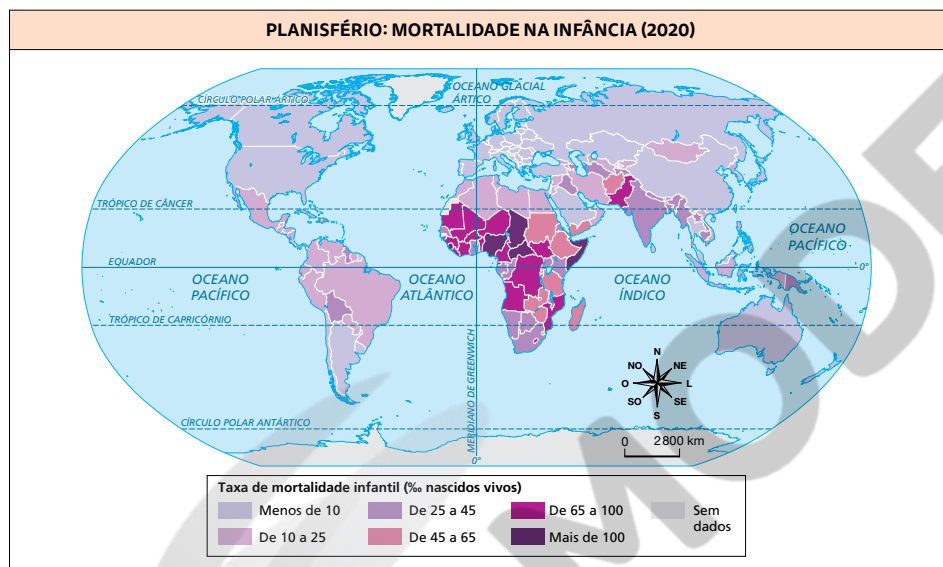 PLANISFÉRIO: MORTALIDADE NA INFÂNCIA (2020)
OCEANO GLACIAL
ÁRTICO
CÍRCULO POLAR ÁRTICO
TRÓPICO DE CÂNCER
OCEANO
PACÍFICO
EQUADOR
0°
OCEANO
PACÍFICO
OCEANO
ATLÂNTICO
OCEANO
ÍNDICO
TRÓPICO DE CAPRICÓRNIO
MERIDIANO DE GREENWICH
N
NO
NE
O
L
SO
SE
S
CÍRCULO POLAR ANTÁRTICO
0
2 800 km
0°
Taxa de mortalidade infantil (‰ nascidos vivos)
Menos de 10
De 25 a 45
De 65 a 100
Sem
dados
De 10 a 25
De 45 a 65
Mais de 100
MODE